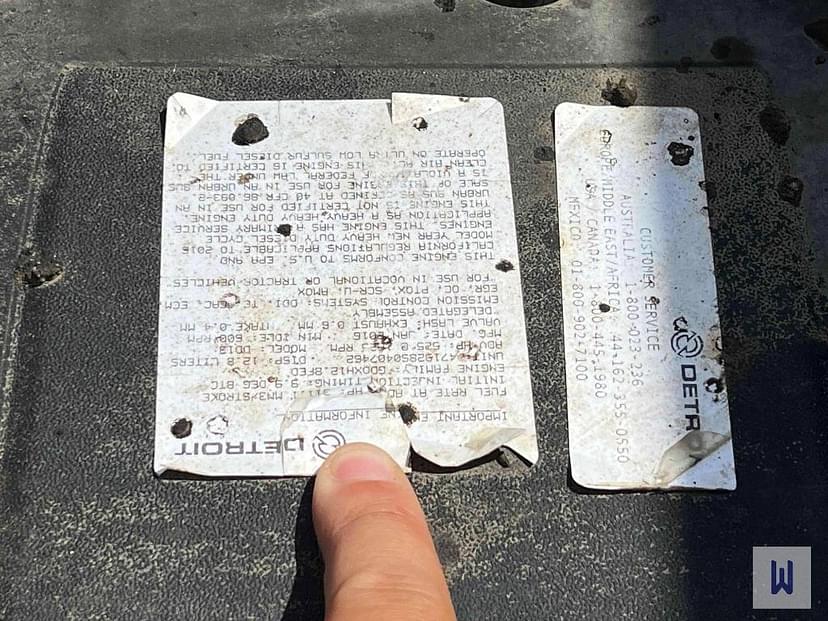 DETROIT
IMPORTANT ENGINE INFORMATION
FUEL RATE AT ADV HP: 311. MM3/STROKE
INITIAL INJECTION TIMING: 9.9 DEG BTC
ENGINE FAMILY: GDDXH12.8FED
UNIT: 471928S0407462 DISP: 12.8 LITERS
ADV HP: 525 @ RPM MODEL: DD13
MFG. DATE: JAN 2016 MIN IDLE: 600 RPM
VALVE LASH: EXHAUST 0.6 MM INTAKE 0.4 MM
DELEGATED ASSEMBLY
EMISSION CONTROL SYSTEMS: DDI, TC, CAC, ECM,
EGR, OC, PTOX, SCR-U, AMOX
FOR USE IN VOCATIONAL OR TRACTOR VEHICLES.
THIS ENGINE CONFORMS TO U.S. EPA AND
CALIFORNIA REGULATIONS APPLICABLE TO 2016
MODEL YEAR NEW HEAVY DUTY DIESEL CYCLE
ENGINES. THIS ENGINE HAS A PRIMARY SERVICE
APPLICATION AS A HEAVY HEAVY DUTY ENGINE.
THIS ENGINE IS NOT CERTIFIED FOR USE IN AN
URBAN BUS AS DEFINED AT 40 CFR 86.093-2.
SALE OF THIS ENGINE FOR USE IN AN URBAN BUS
IS A VIOLATION OF FEDERAL LAW UNDER THE
CLEAN AIR ACT. THIS ENGINE IS CERTIFIED TO
OPERATE ON ULTRA LOW SULFUR DIESEL FUEL.
DETR
CUSTOMER SERVICE
AUSTRALIA: 1-800-023-236
EUROPE/MIDDLE EAST/AFRICA: 44-162-355-0550
USA / CANADA: 1-800-445-1980
MEXICO: 01-800-902-7100
W